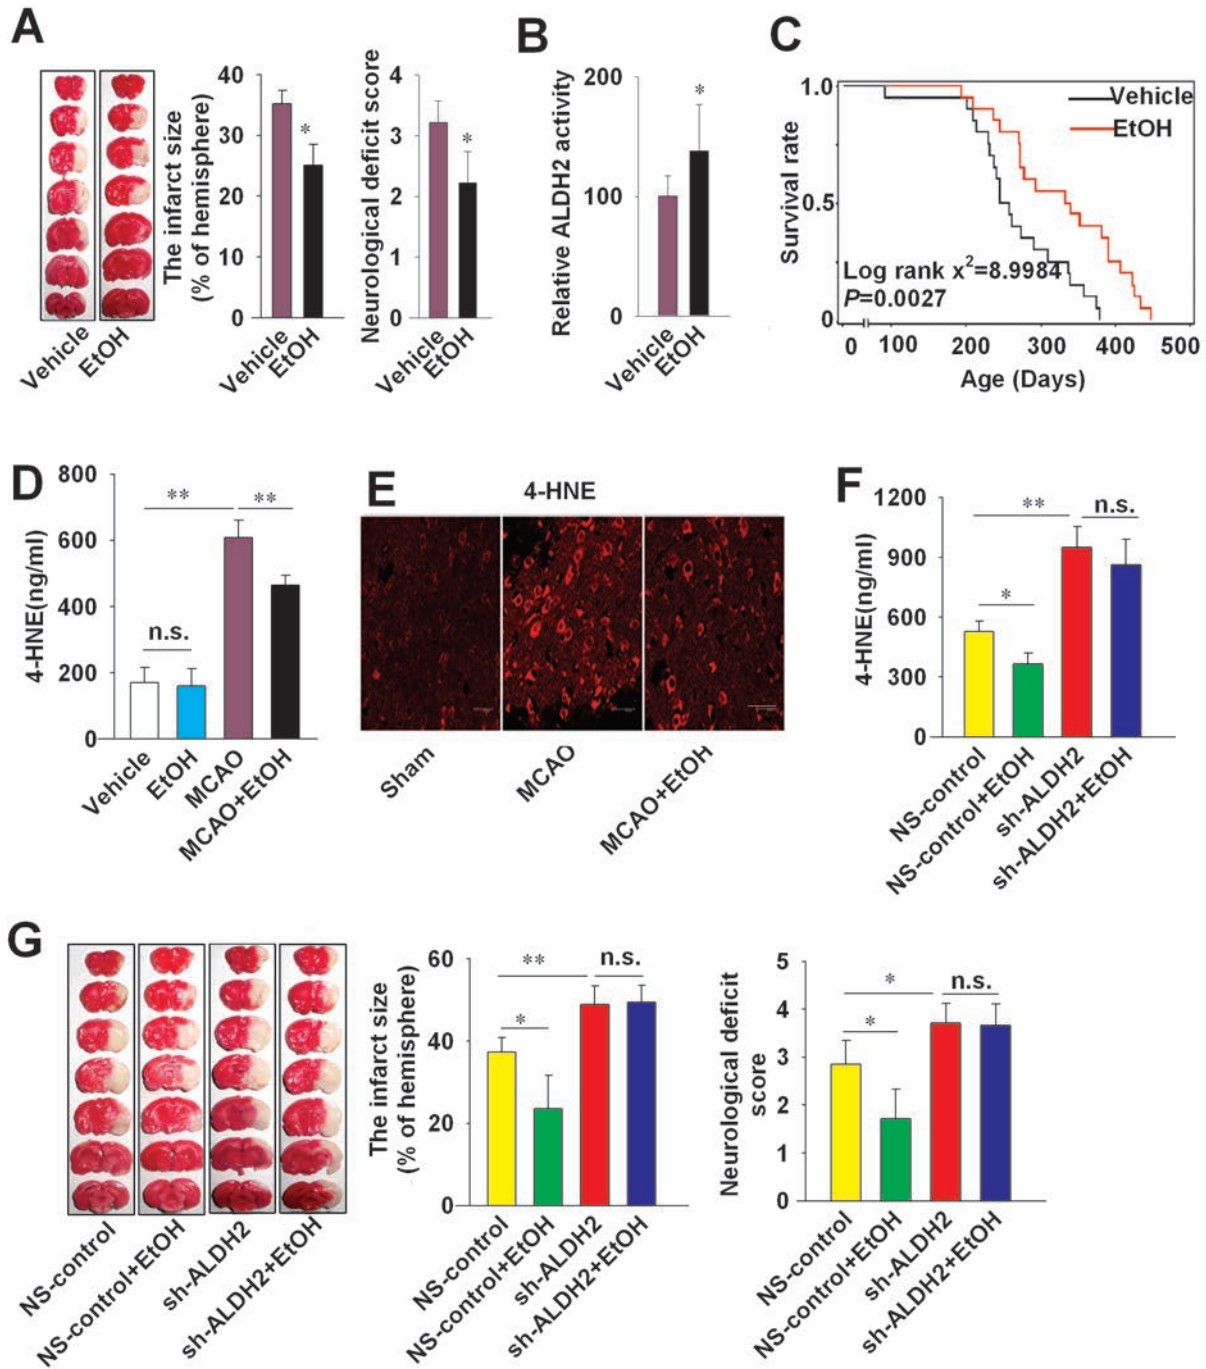 A
The infarct size
(% of hemisphere)
40
30
20
10
0
*
Vehicle
EtOH
Vehicle
EtOH
Neurological deficit score
4
3
2
1
0
*
Vehicle
EtOH
B
Relative ALDH2 activity
200
100
0
*
Vehicle
EtOH
C
Survival rate
1.0
0.5
0
Vehicle
EtOH
Log rank x²=8.9984
P=0.0027
0 100 200 300 400 500
Age (Days)
D
4-HNE(ng/ml)
800
600
400
200
0
** **
n.s.
Vehicle
EtOH
MCAO
MCAO+EtOH
E
4-HNE
Sham
MCAO
MCAO+EtOH
F
4-HNE(ng/ml)
1200
900
600
300
0
** n.s.
*
NS-control
NS-control+EtOH
sh-ALDH2
sh-ALDH2+EtOH
G
NS-control
NS-control+EtOH
sh-ALDH2
sh-ALDH2+EtOH
The infarct size
(% of hemisphere)
60
40
20
0
** n.s.
*
NS-control
NS-control+EtOH
sh-ALDH2
sh-ALDH2+EtOH
Neurological deficit
score
5
4
3
2
1
0
* n.s.
*
NS-control
NS-control+EtOH
sh-ALDH2
sh-ALDH2+EtOH